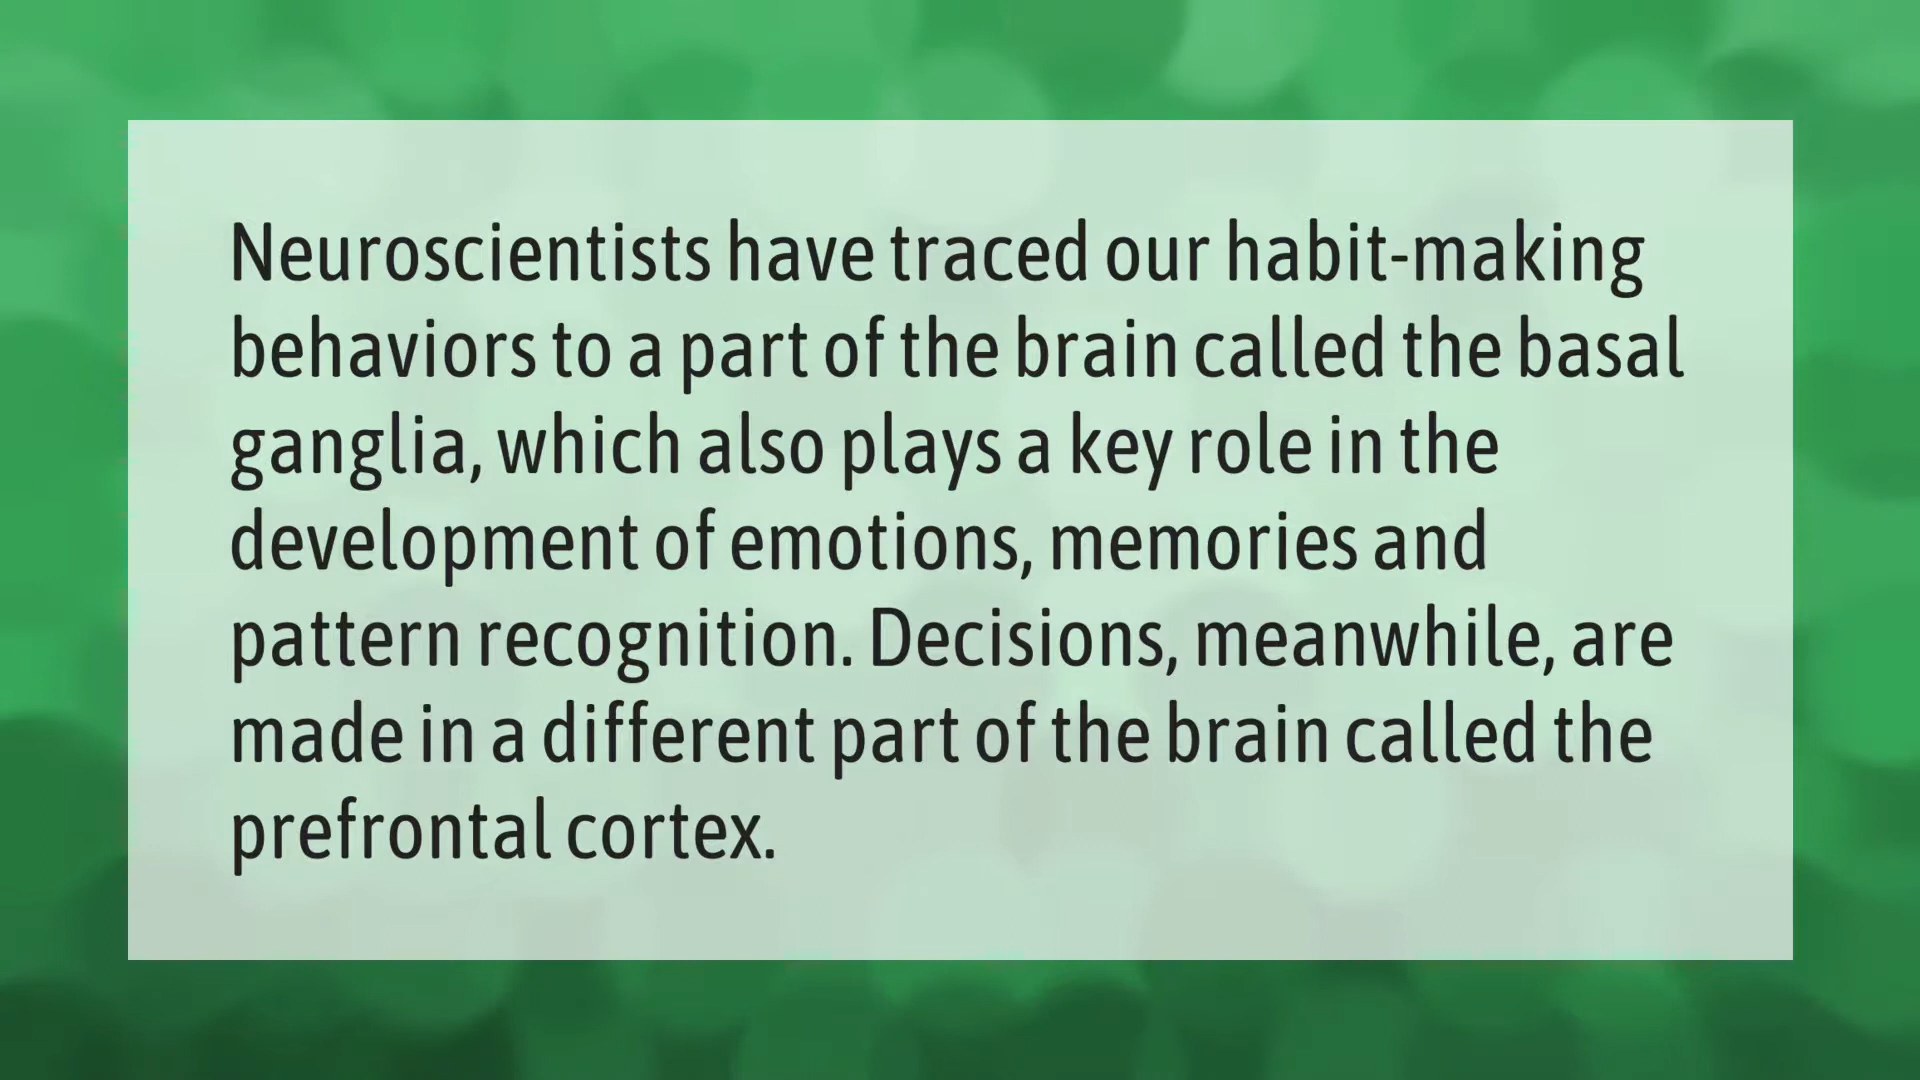 Neuroscientists have traced our habit-making
behaviors to a part of the brain called the basal
ganglia, which also plays a key role in the
development of emotions, memories and
pattern recognition. Decisions, meanwhile, are
made in a different part of the brain called the
prefrontal cortex.